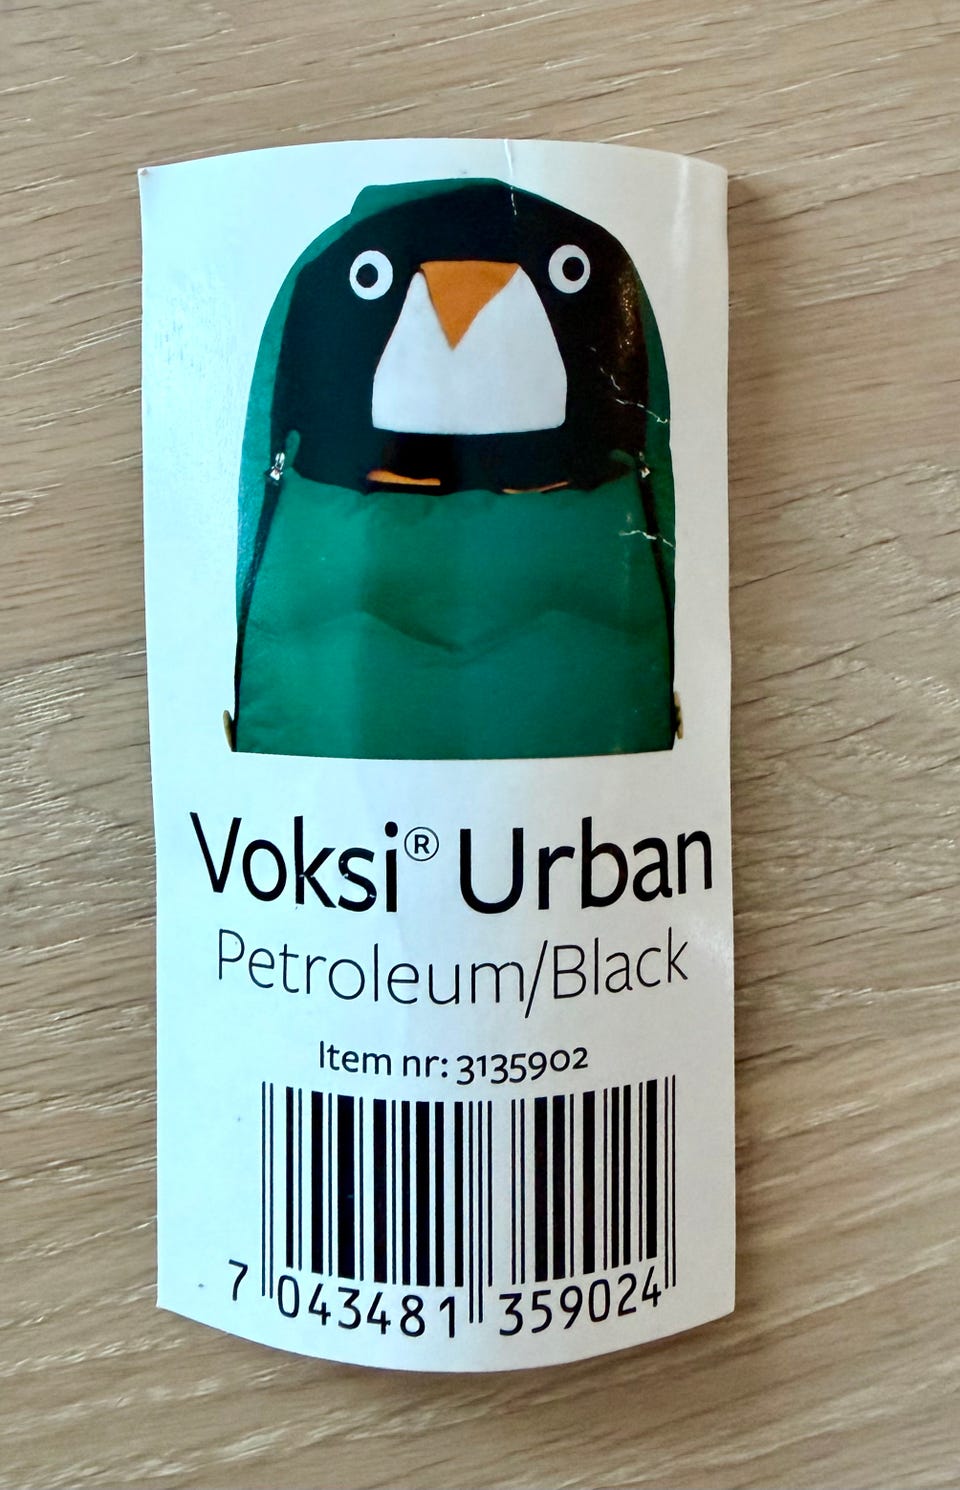 Voksi® Urban
Petroleum/Black
Item nr: 3135902
7 043481 359024